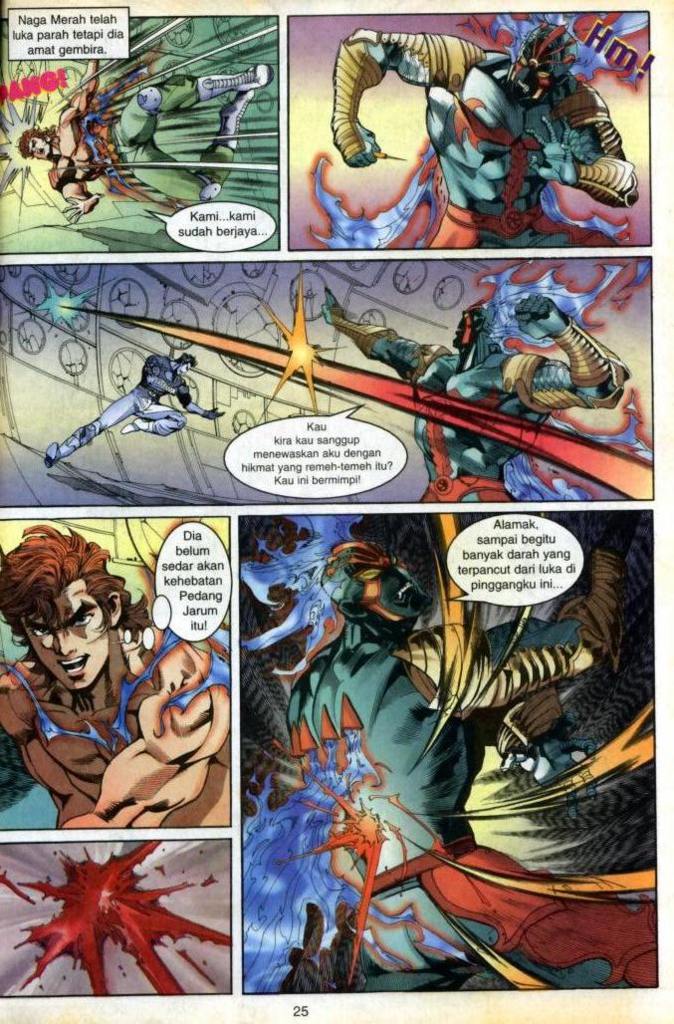 Naga Merah telah
luka parah tetapi dia
amat gembira.
PANG!
Kami...kami
sudah berjaya...
Hm!
Kau
kira kau sanggup
menewaskan aku dengan
hikmat yang remeh-temeh itu?
Kau ini bermimpi!
Dia
belum
sedar akan
kehebatan
Pedang
Jarum
itu!
Alamak,
sampai begitu
banyak darah yang
terpancut dari luka di
pinggangku ini...
25